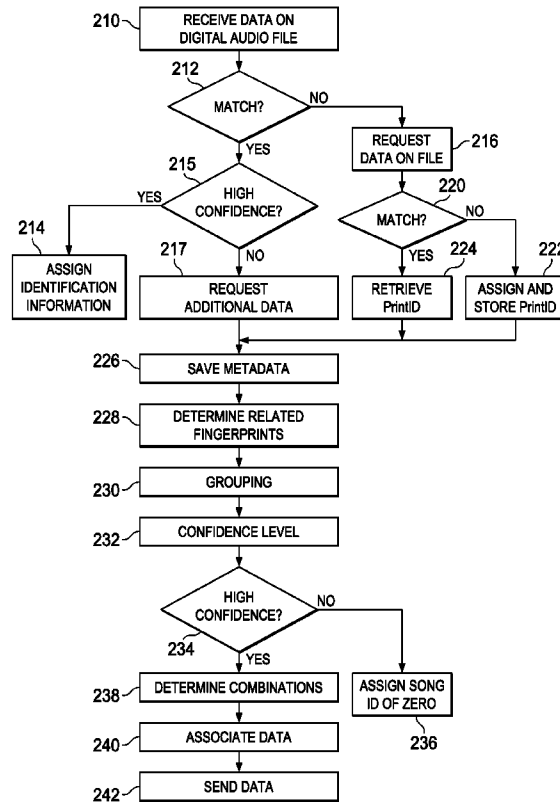 210
RECEIVE DATA ON
DIGITAL AUDIO FILE
212
MATCH?
NO
YES
REQUEST
DATA ON FILE
216
215
HIGH
CONFIDENCE?
YES
NO
220
MATCH?
NO
YES
214
ASSIGN
IDENTIFICATION
INFORMATION
217
REQUEST
ADDITIONAL DATA
224
RETRIEVE
PrintID
222
ASSIGN AND
STORE PrintID
226
SAVE METADATA
228
DETERMINE RELATED
FINGERPRINTS
230
GROUPING
232
CONFIDENCE LEVEL
HIGH
CONFIDENCE?
NO
234
YES
238
DETERMINE COMBINATIONS
ASSIGN SONG
ID OF ZERO
236
240
ASSOCIATE DATA
242
SEND DATA